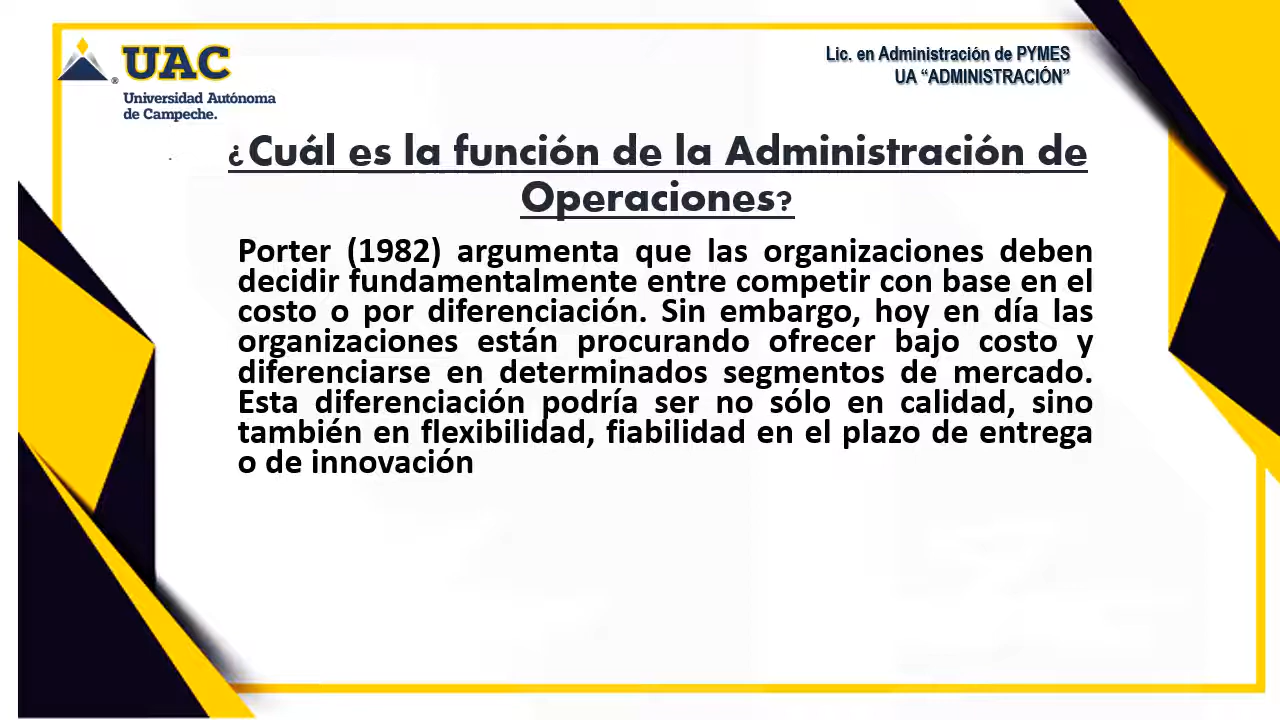 UAC
®
Universidad Autónoma
de Campeche.
Lic. en Administración de PYMES
UA “ADMINISTRACIÓN”
¿Cuál es la función de la Administración de
Operaciones?
Porter (1982) argumenta que las organizaciones deben
decidir fundamentalmente entre competir con base en el
costo o por diferenciación. Sin embargo, hoy en día las
organizaciones están procurando ofrecer bajo costo y
diferenciarse en determinados segmentos de mercado.
Esta diferenciación podría ser no sólo en calidad, sino
también en flexibilidad, fiabilidad en el plazo de entrega
o de innovación